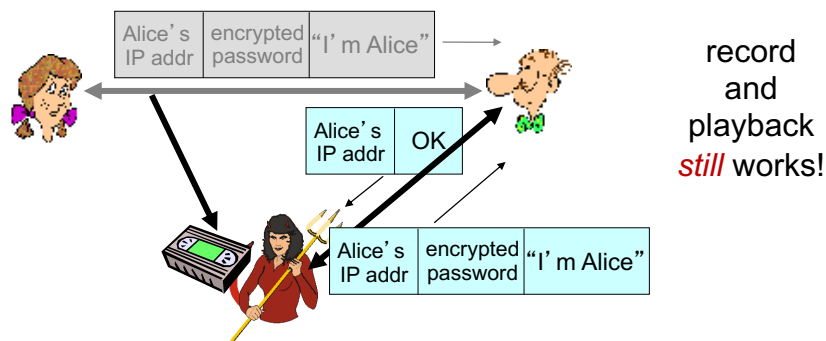 Alice’s IP addr
encrypted password
“I’m Alice”
record
and
playback
still works!
Alice’s IP addr
OK
Alice’s IP addr
encrypted password
“I’m Alice”